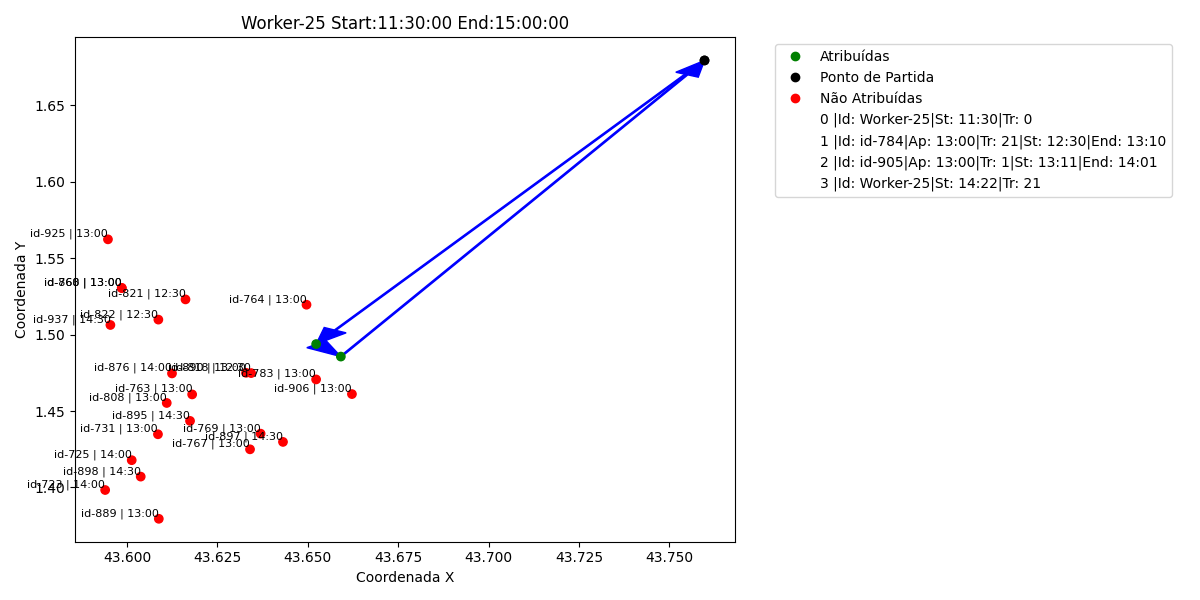 Worker-25 Start:11:30:00 End:15:00:00
Atribuídas
Ponto de Partida
Não Atribuídas
0 |Id: Worker-25|St: 11:30|Tr: 0
1 |Id: id-784|Ap: 13:00|Tr: 21|St: 12:30|End: 13:10
2 |Id: id-905|Ap: 13:00|Tr: 1|St: 13:11|End: 14:01
3 |Id: Worker-25|St: 14:22|Tr: 21
Coordenada Y
1.65
1.60
1.55
1.50
1.45
1.40
id-925 | 13:00
id-821 | 12:30
id-764 | 13:00
id-822 | 12:30
id-937 | 14:30
id-876 | 14:00
id-783 | 13:00
id-906 | 13:00
id-763 | 13:00
id-808 | 13:00
id-895 | 14:30
id-731 | 13:00
id-769 | 13:00
id-897 | 14:30
id-767 | 13:00
id-725 | 14:00
id-898 | 14:30
id-723 | 14:00
id-889 | 13:00
43.600 43.625 43.650 43.675 43.700 43.725 43.750
Coordenada X